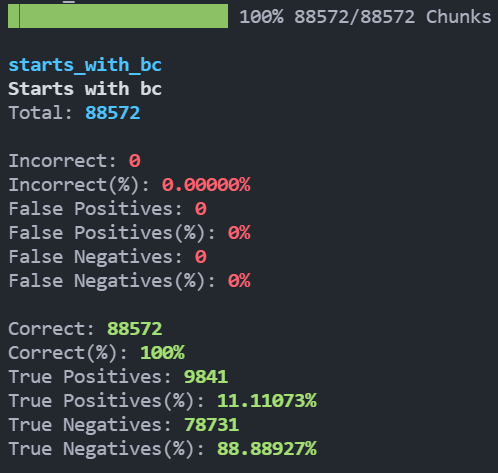 100% 88572/88572 Chunks
starts_with_bc
Starts with bc
Total: 88572
Incorrect: 0
Incorrect(%): 0.00000%
False Positives: 0
False Positives(%): 0%
False Negatives: 0
False Negatives(%): 0%
Correct: 88572
Correct(%): 100%
True Positives: 9841
True Positives(%): 11.11073%
True Negatives: 78731
True Negatives(%): 88.88927%